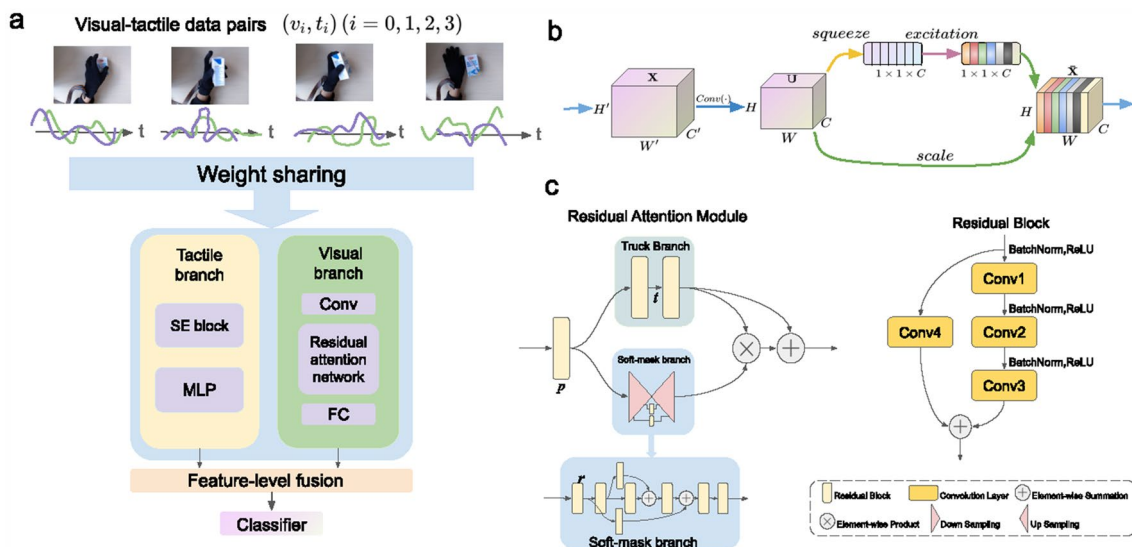 a
Visual-tactile data pairs (v_i, t_i) (i = 0, 1, 2, 3)
t
t
t
t
Weight sharing
Tactile branch
SE block
MLP
Visual branch
Conv
Residual attention network
FC
Feature-level fusion
Classifier
b
X
H'
W'
C'
Conv(·)
U
H
W
C
squeeze
1 × 1 × C
excitation
1 × 1 × C
scale
X̃
H
W
C
c
Residual Attention Module
Truck Branch
t
p
Soft-mask branch
r
Soft-mask branch
Residual Block
BatchNorm,ReLU
Conv1
BatchNorm,ReLU
Conv4
Conv2
BatchNorm,ReLU
Conv3
Residual Block
Convolution Layer
Element-wise Summation
Element-wise Product
Down Sampling
Up Sampling